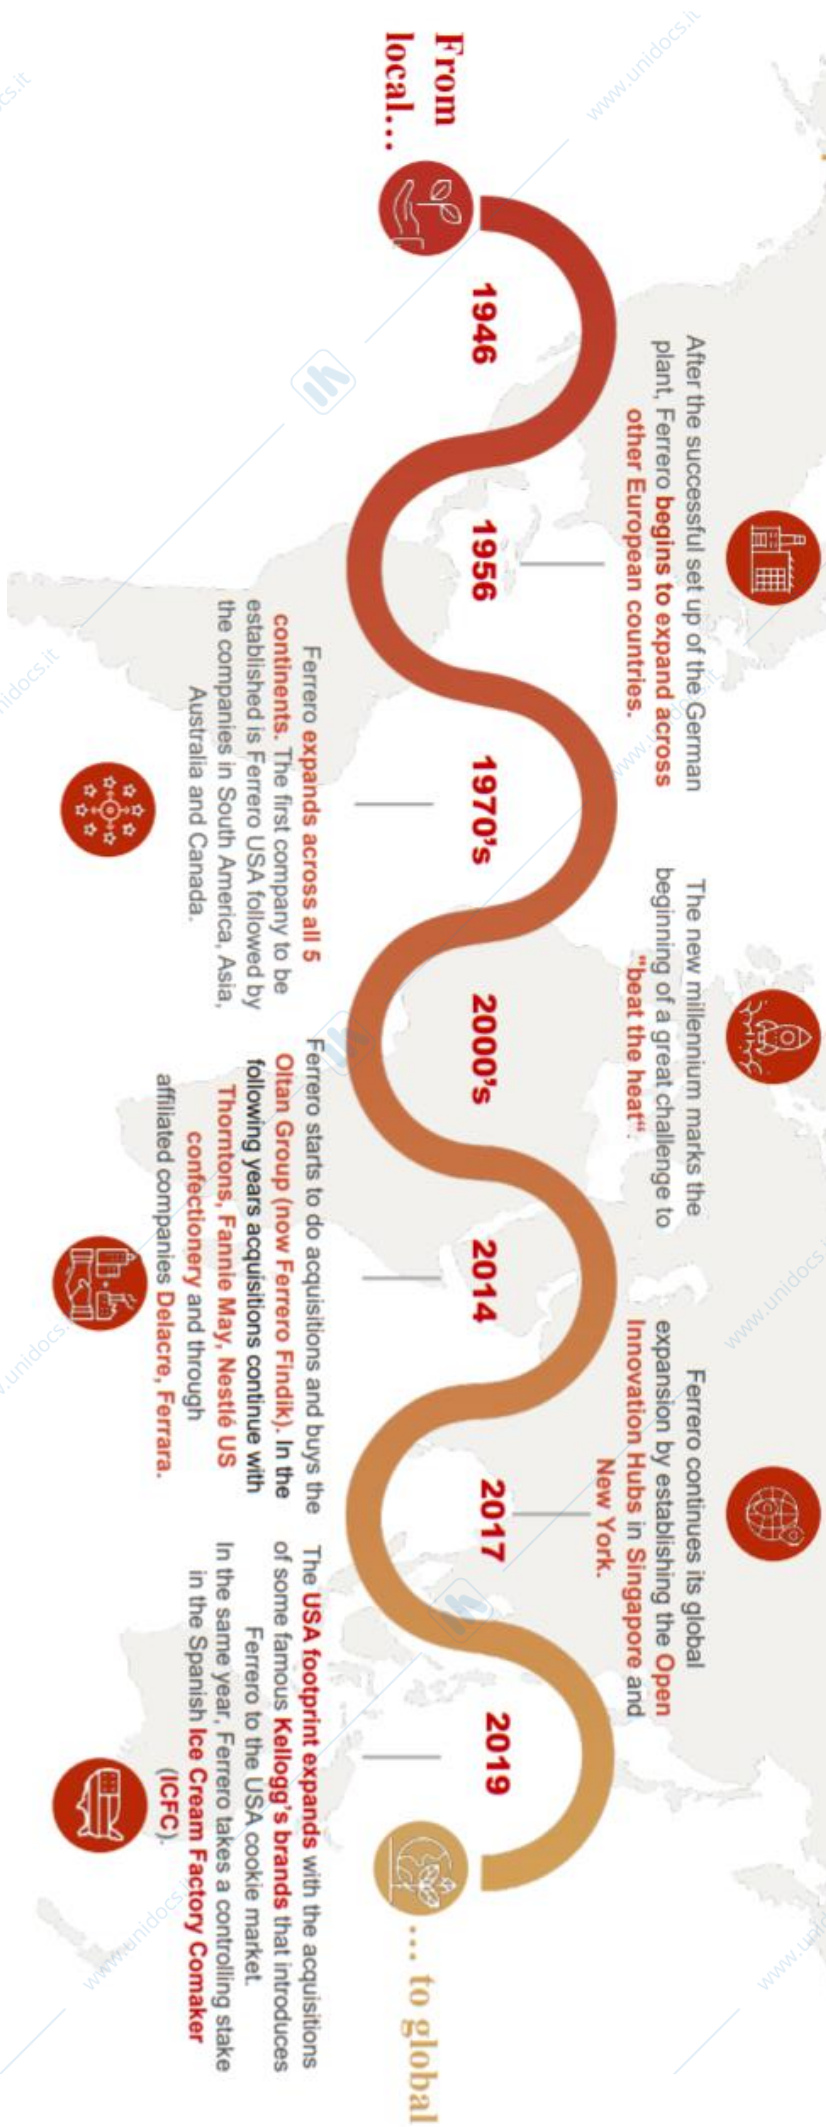 From
local...
1946
After the successful set up of the German
plant, Ferrero begins to expand across
other European countries.
1956
Ferrero expands across all 5
continents. The first company to be
established is Ferrero USA followed by
the companies in South America, Asia,
Australia and Canada.
1970's
The new millennium marks the
beginning of a great challenge to
"beat the heat".
2000's
Ferrero starts to do acquisitions and buys the
Oltan Group (now Ferrero Findik). In the
following years acquisitions continue with
Thorntons, Fannie May, Nestlé US
confectionery and through
affiliated companies Delacre, Ferrara.
2014
Ferrero continues its global
expansion by establishing the Open
Innovation Hubs in Singapore and
New York.
2017
The USA footprint expands with the acquisitions
of some famous Kellogg's brands that introduces
Ferrero to the USA cookie market.
In the same year, Ferrero takes a controlling stake
in the Spanish Ice Cream Factory Comaker
(ICFC).
2019
... to global
www.unidocs.it